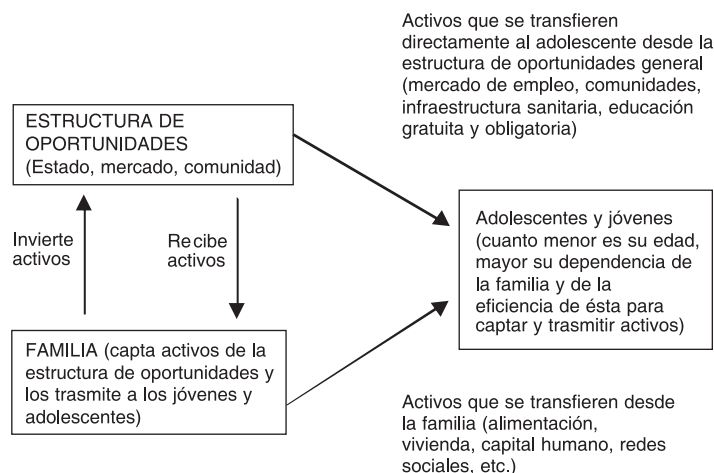 Activos que se transfieren
directamente al adolescente desde la
estructura de oportunidades general
(mercado de empleo, comunidades,
infraestructura sanitaria, educación
gratuita y obligatoria)
ESTRUCTURA DE
OPORTUNIDADES
(Estado, mercado, comunidad)
Invierte
activos
Recibe
activos
Adolescentes y jóvenes
(cuanto menor es su edad,
mayor su dependencia de
la familia y de la
eficiencia de ésta para
captar y trasmitir activos)
FAMILIA (capta activos de la
estructura de oportunidades y
los trasmite a los jóvenes y
adolescentes)
Activos que se transfieren desde
la familia (alimentación,
vivienda, capital humano, redes
sociales, etc.)